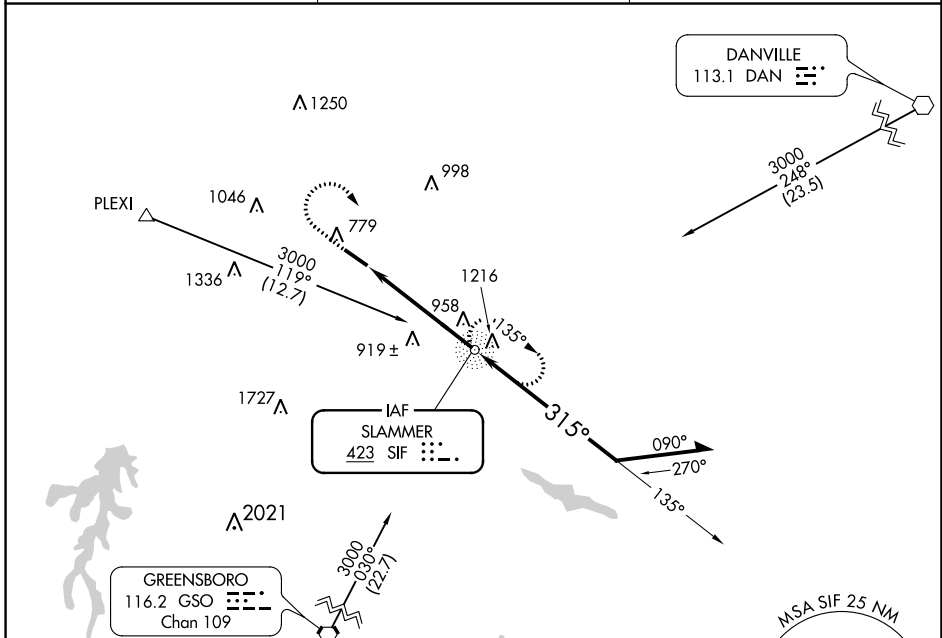 DANVILLE
113.1 DAN
1250
998
3000
248°
(23.5)
1046
PLEXI
779
3000
119°
(12.7)
1336
1216
958
135°
919 ±
1727
IAF
SLAMMER
423 SIF
315°
090°
270°
135°
2021
3000
030°
(22.7)
GREENSBORO
116.2 GSO
Chan 109
MSA SIF 25 NM